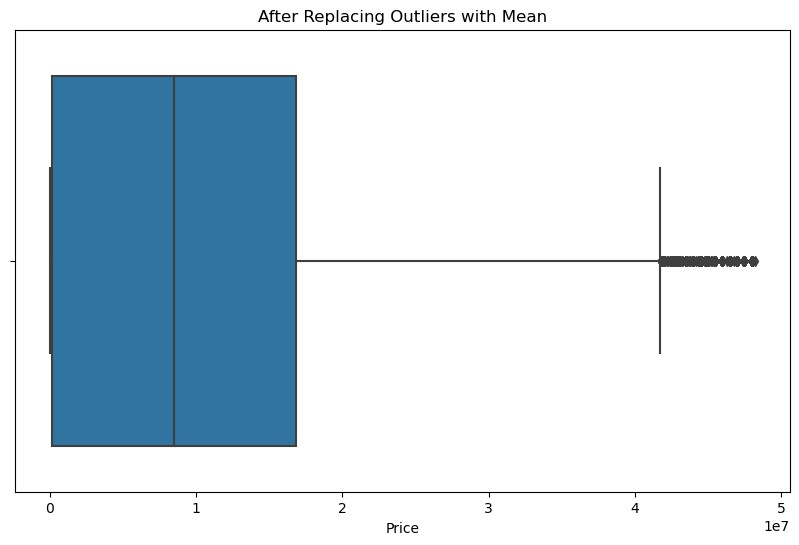 After Replacing Outliers with Mean
0 1 2 3 4 5
1e7
Price